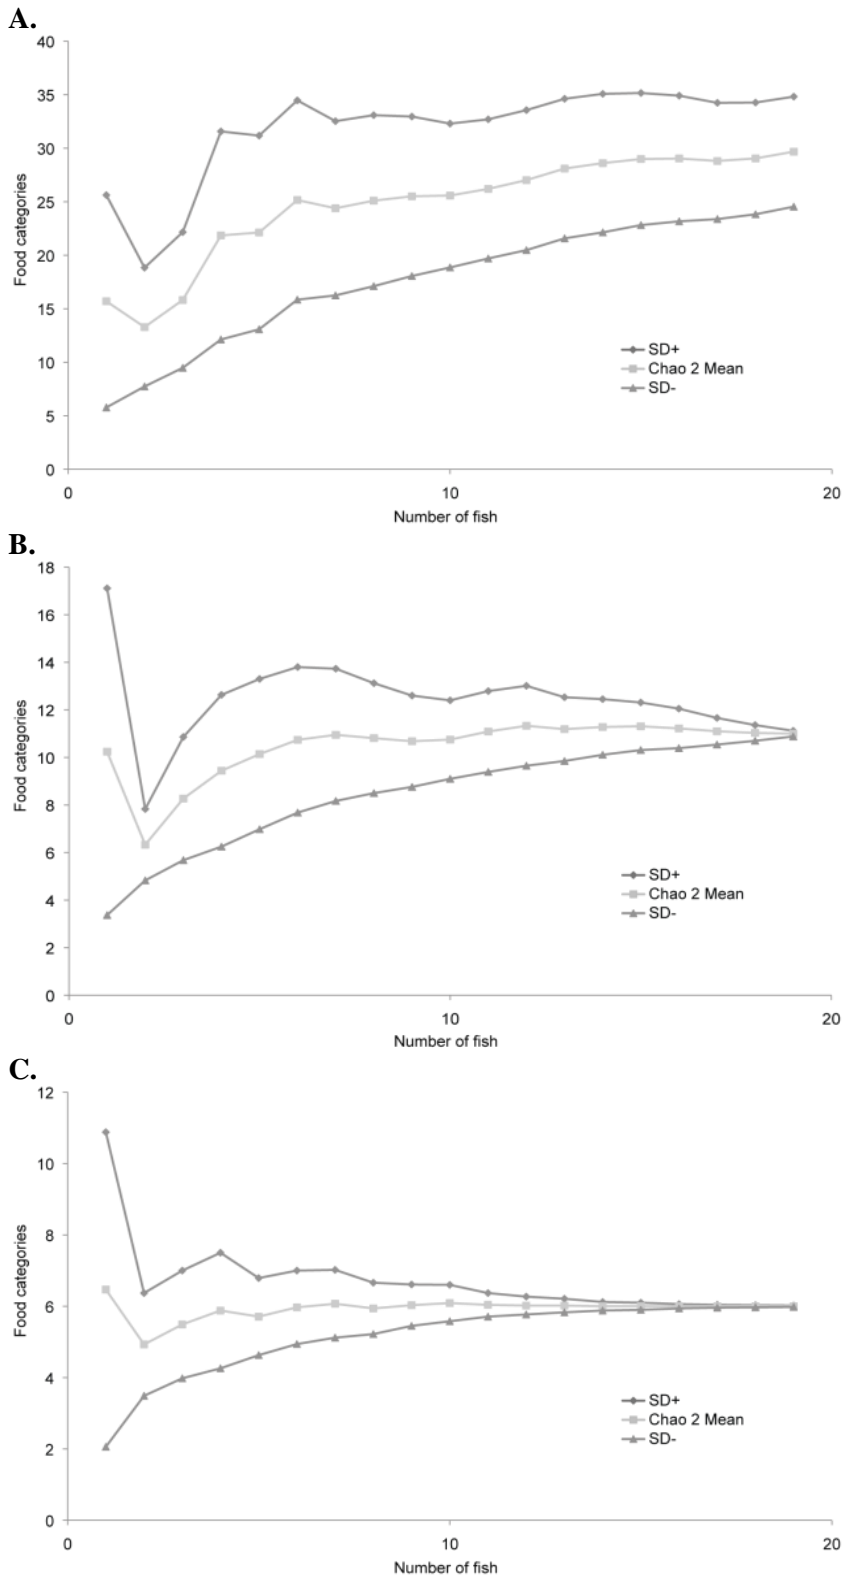 A.
40
35
30
25
20
15
10
5
0
Food categories
SD+
Chao 2 Mean
SD-
0 10 20
Number of fish
B.
18
16
14
12
10
8
6
4
2
0
Food categories
SD+
Chao 2 Mean
SD-
0 10 20
Number of fish
C.
12
10
8
6
4
2
0
Food categories
SD+
Chao 2 Mean
SD-
0 10 20
Number of fish